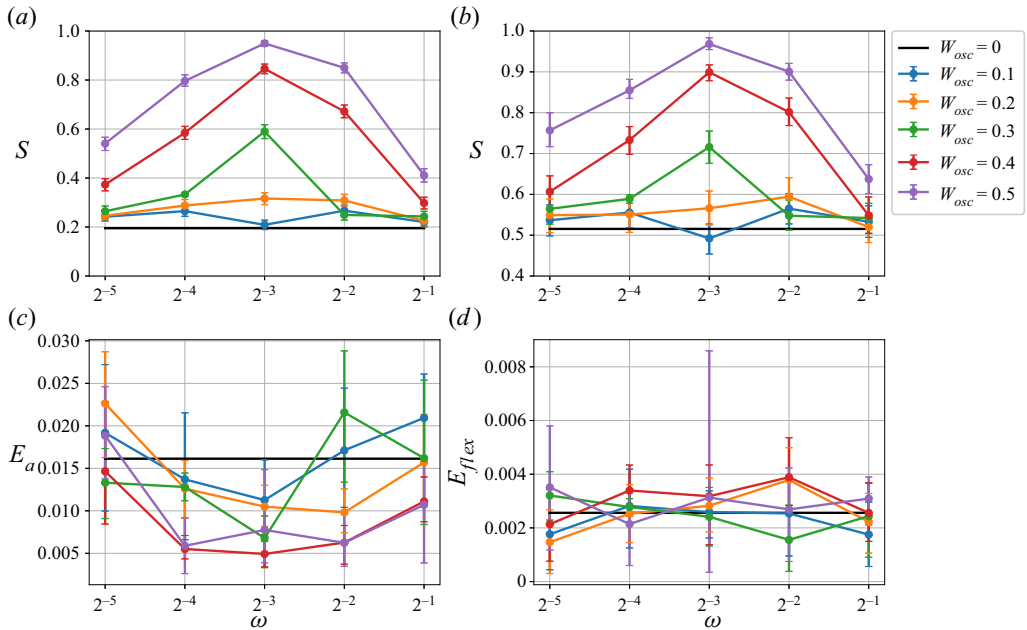 (a)
(b)
1.0
0.8
0.6
0.4
0.2
0
S
2⁻⁵ 2⁻⁴ 2⁻³ 2⁻² 2⁻¹
1.0
0.9
0.8
0.7
0.6
0.5
0.4
S
2⁻⁵ 2⁻⁴ 2⁻³ 2⁻² 2⁻¹
W_osc = 0
W_osc = 0.1
W_osc = 0.2
W_osc = 0.3
W_osc = 0.4
W_osc = 0.5
(c)
(d)
0.030
0.025
0.020
0.015
0.010
0.005
E_a
2⁻⁵ 2⁻⁴ 2⁻³ 2⁻² 2⁻¹
ω
0.008
0.006
0.004
0.002
0
E_flex
2⁻⁵ 2⁻⁴ 2⁻³ 2⁻² 2⁻¹
ω